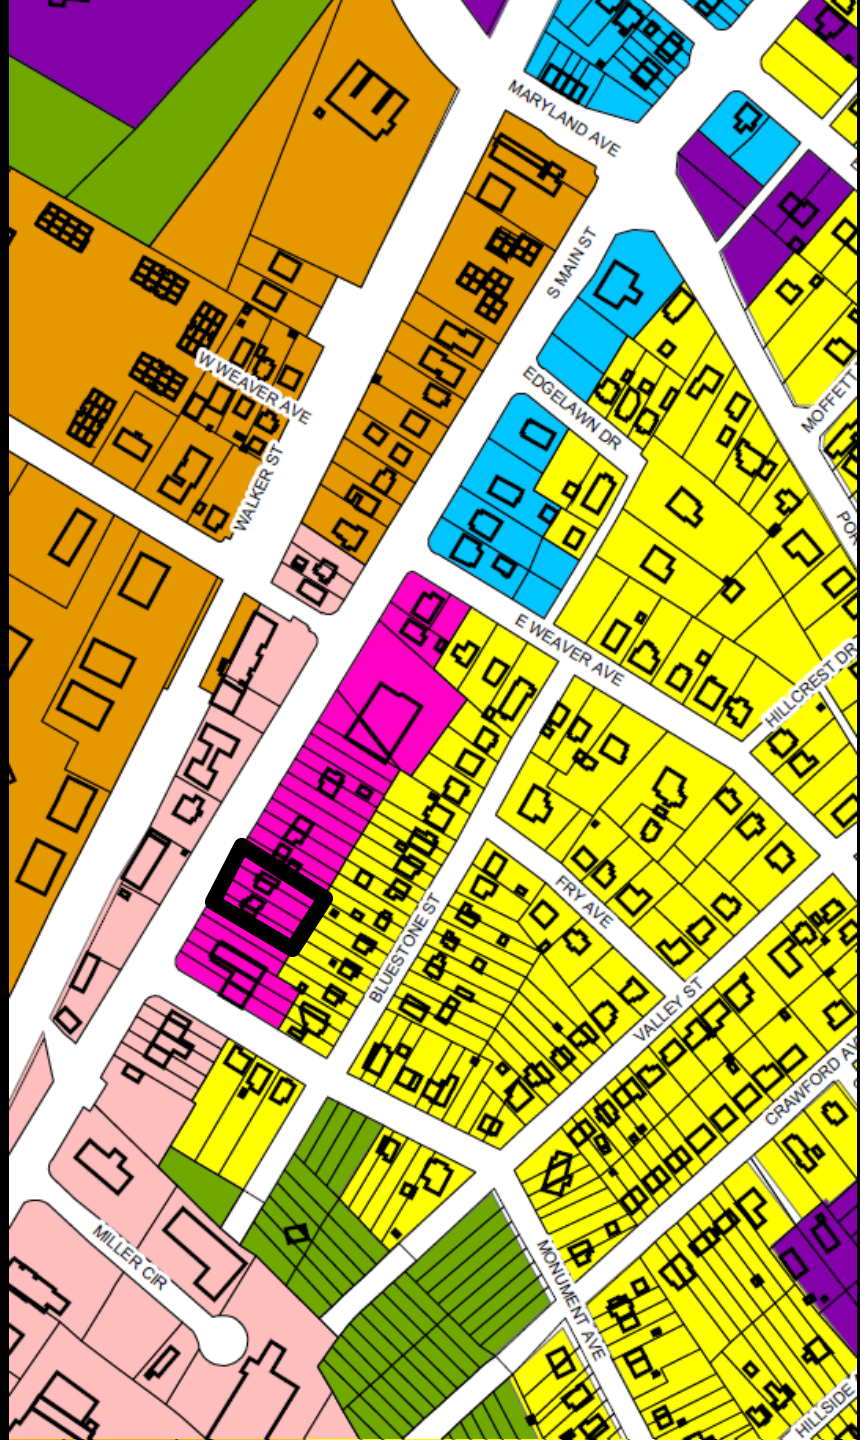 MARYLAND AVE
S MAIN ST
W WEAVER AVE
EDGELAWN DR
MOFFETT
WALKER ST
POR
E WEAVER AVE
HILLCREST DR
FRY AVE
BLUESTONE ST
VALLEY ST
CRAWFORD AV
MILLER CIR
MONUMENT AVE
HILLSIDE